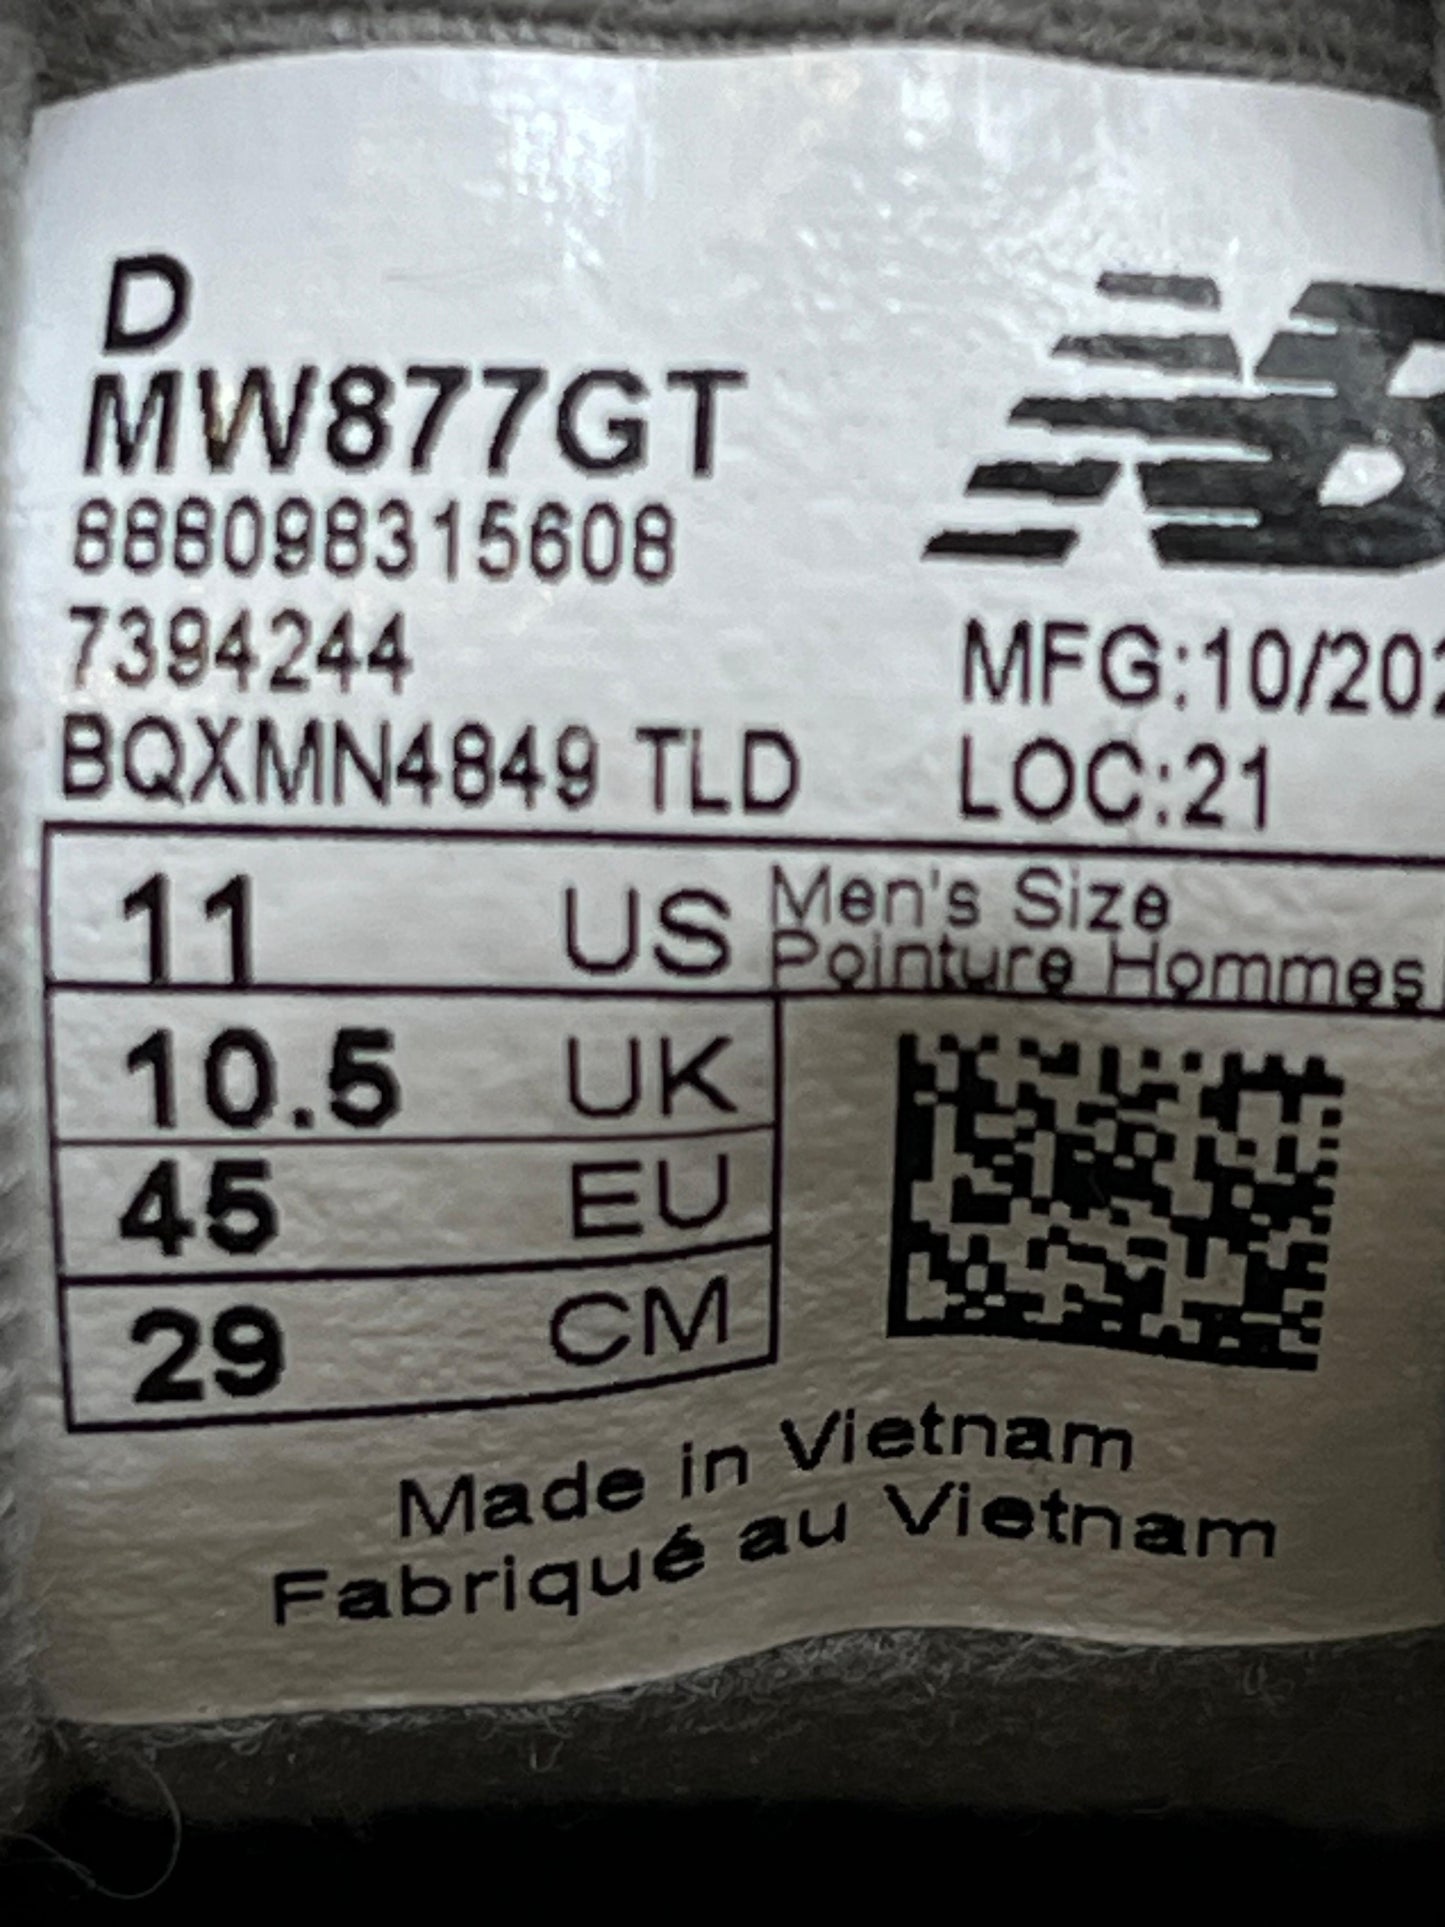 D
MW877GT
888098315608
7394244
BQXMN4849 TLD
MFG:10/202
LOC:21
11 US Men's Size
Pointure Hommes
10.5 UK
45 EU
29 CM
Made in Vietnam
Fabriqué au Vietnam